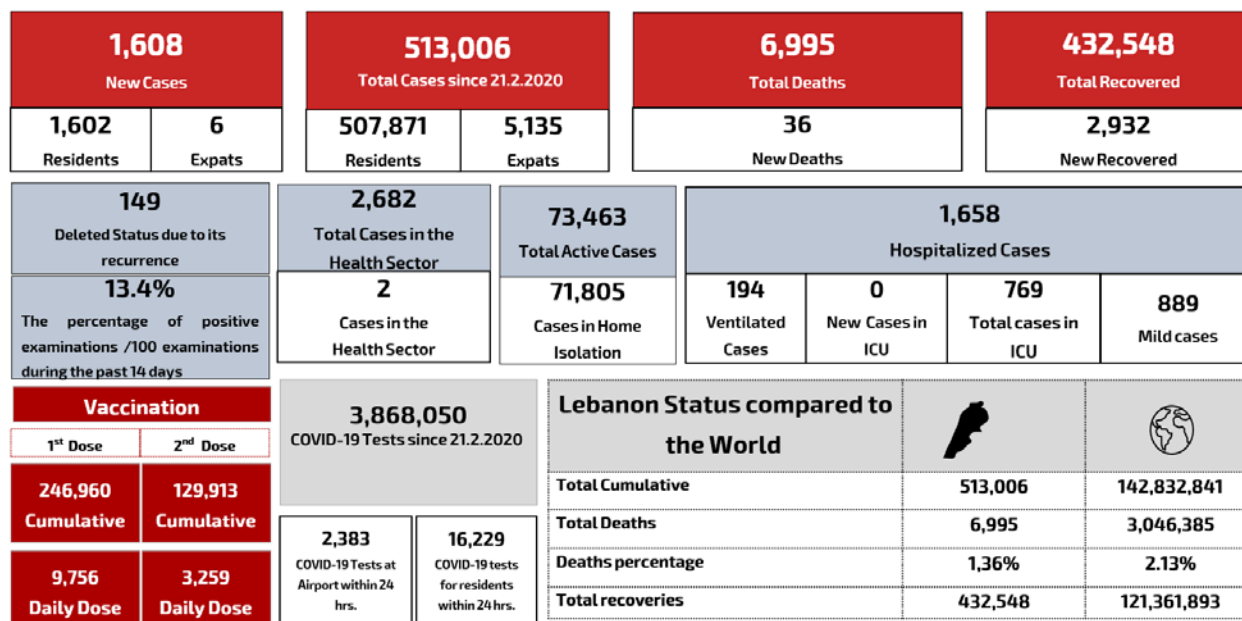 1,608
New Cases
1,602
Residents
6
Expats
513,006
Total Cases since 21.2.2020
507,871
Residents
5,135
Expats
6,995
Total Deaths
36
New Deaths
432,548
Total Recovered
2,932
New Recovered
149
Deleted Status due to its
recurrence
13.4%
The percentage of positive
examinations /100 examinations
during the past 14 days
2,682
Total Cases in the
Health Sector
2
Cases in the
Health Sector
73,463
Total Active Cases
71,805
Cases in Home
Isolation
1,658
Hospitalized Cases
194
Ventilated
Cases
0
New Cases in
ICU
769
Total cases in
ICU
889
Mild cases
Vaccination
1st Dose
2nd Dose
246,960
Cumulative
129,913
Cumulative
9,756
Daily Dose
3,259
Daily Dose
3,868,050
COVID-19 Tests since 21.2.2020
2,383
COVID-19 Tests at
Airport within 24
hrs.
16,229
COVID-19 tests
for residents
within 24 hrs.
Lebanon Status compared to
the World
Total Cumulative 513,006 142,832,841
Total Deaths 6,995 3,046,385
Deaths percentage 1,36% 2.13%
Total recoveries 432,548 121,361,893